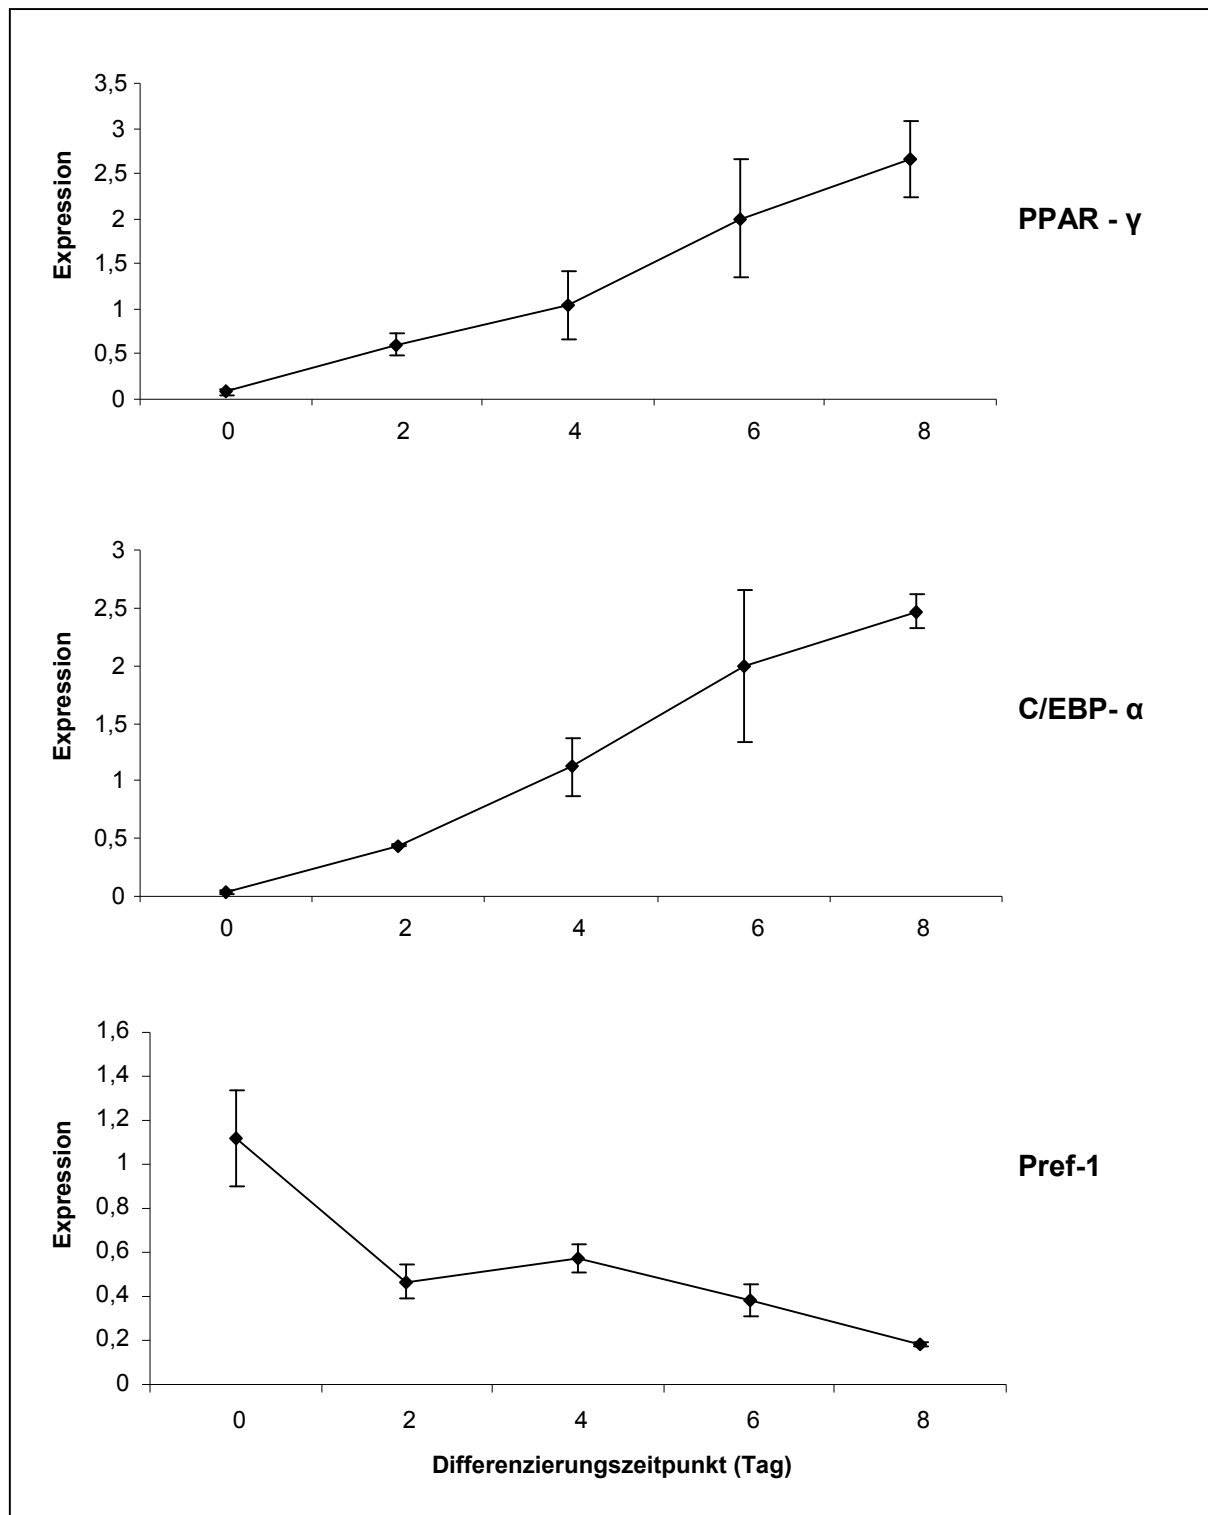 3,5
3
2,5
2
1,5
1
0,5
0
Expression
0 2 4 6 8
PPAR - γ
3
2,5
2
1,5
1
0,5
0
Expression
0 2 4 6 8
C/EBP- α
1,6
1,4
1,2
1
0,8
0,6
0,4
0,2
0
Expression
0 2 4 6 8
Pref-1
Differenzierungszeitpunkt (Tag)